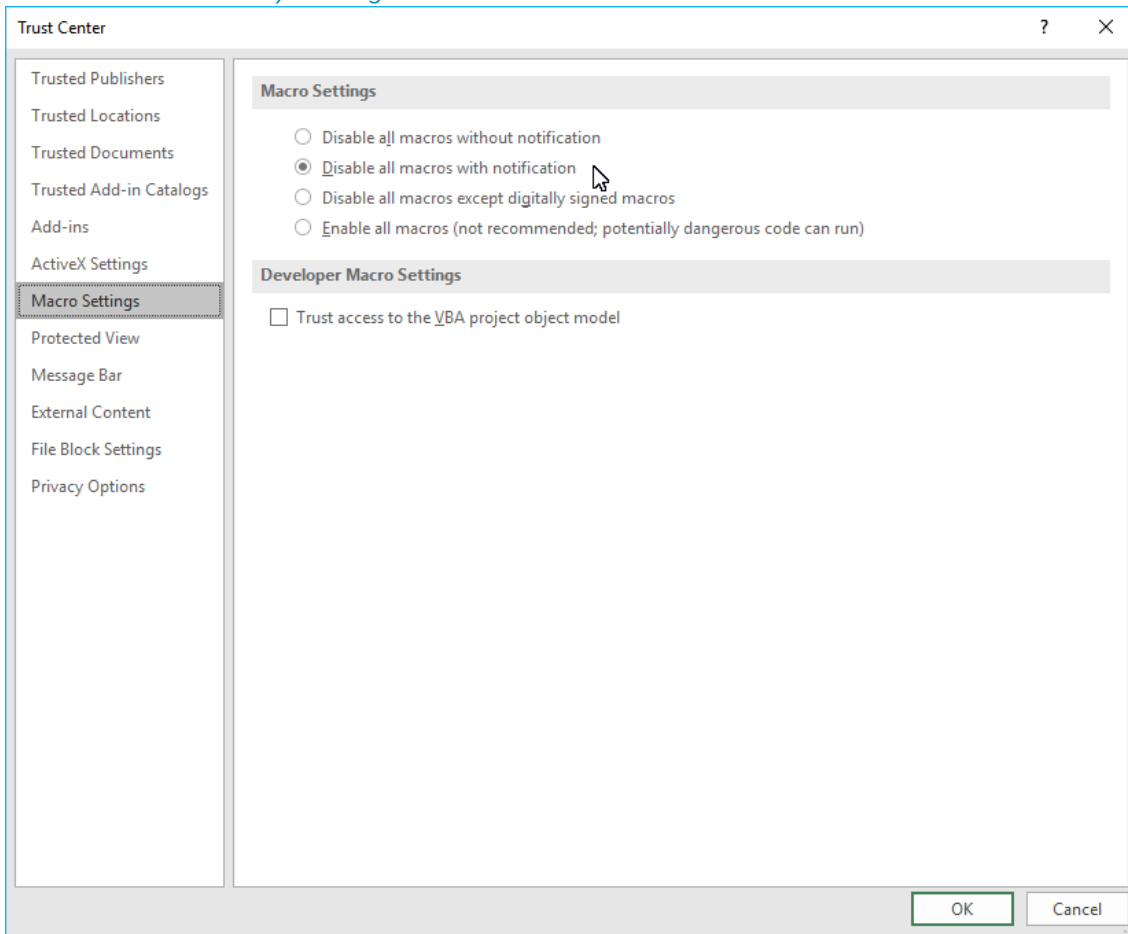 Trust Center
?
Trusted Publishers
Trusted Locations
Trusted Documents
Trusted Add-in Catalogs
Add-ins
ActiveX Settings
Macro Settings
Protected View
Message Bar
External Content
File Block Settings
Privacy Options
Macro Settings
Disable all macros without notification
Disable all macros with notification
Disable all macros except digitally signed macros
Enable all macros (not recommended; potentially dangerous code can run)
Developer Macro Settings
Trust access to the VBA project object model
OK
Cancel